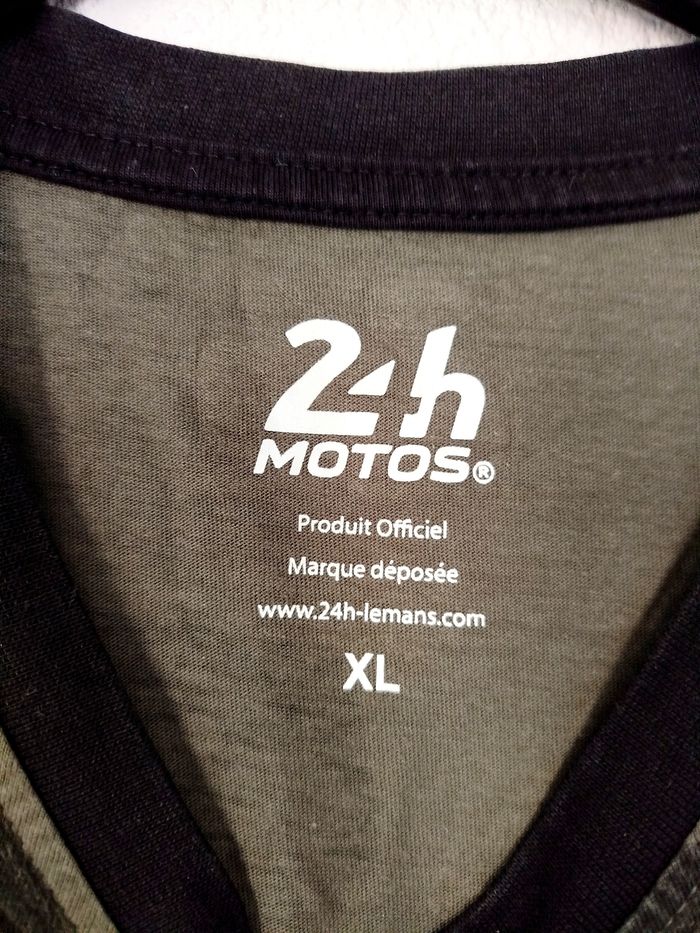 24h
MOTOS®
Produit Officiel
Marque déposée
www.24h-lemans.com
XL